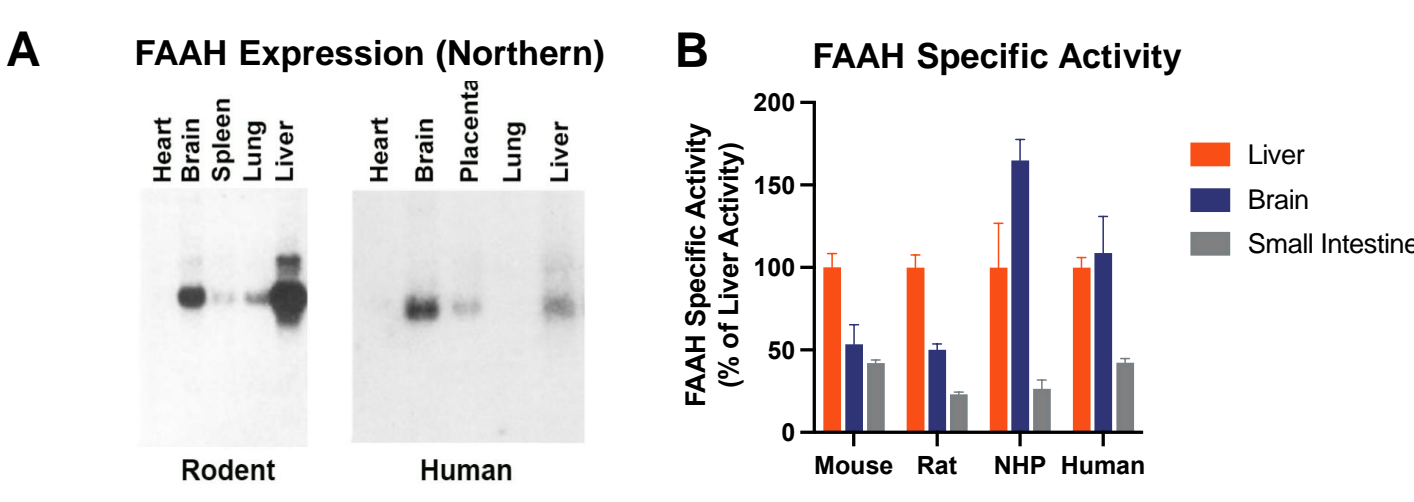 A
FAAH Expression (Northern)
Heart
Brain
Spleen
Lung
Liver
Heart
Brain
Placenta
Lung
Liver
Rodent
Human
B
FAAH Specific Activity
FAAH Specific Activity
(% of Liver Activity)
200
150
100
50
0
Mouse Rat NHP Human
Liver
Brain
Small Intestine